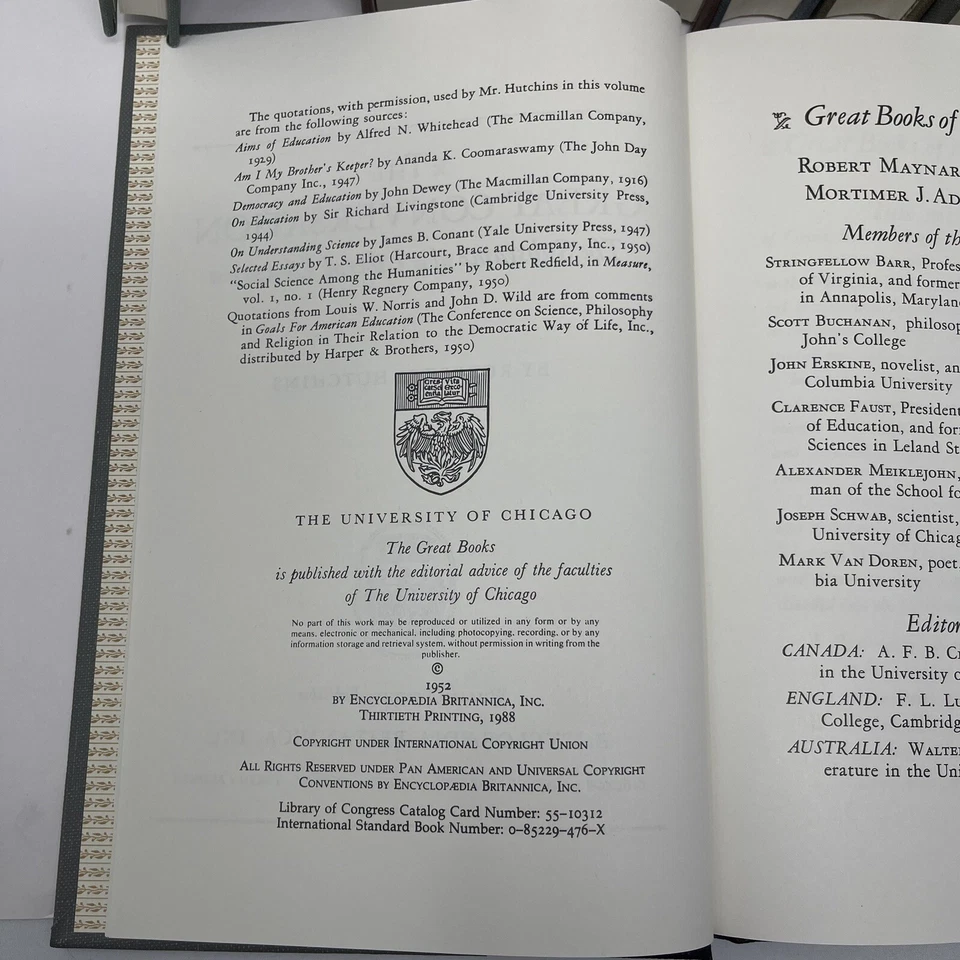 The quotations, with permission, used by Mr. Hutchins in this volume
are from the following sources:
Aims of Education by Alfred N. Whitehead (The Macmillan Company,
1929)
Am I My Brother's Keeper? by Ananda K. Coomaraswamy (The John Day
Company Inc., 1947)
Democracy and Education by John Dewey (The Macmillan Company, 1916)
On Education by Sir Richard Livingstone (Cambridge University Press,
1944)
On Understanding Science by James B. Conant (Yale University Press, 1947)
Selected Essays by T. S. Eliot (Harcourt, Brace and Company, Inc., 1950)
"Social Science Among the Humanities" by Robert Redfield, in Measure,
vol. 1, no. 1 (Henry Regnery Company, 1950)
Quotations from Louis W. Norris and John D. Wild are from comments
in Goals For American Education (The Conference on Science, Philosophy
and Religion in Their Relation to the Democratic Way of Life, Inc.,
distributed by Harper & Brothers, 1950)
Cres Vita
cat Sci Exco
entia latur
THE UNIVERSITY OF CHICAGO
The Great Books
is published with the editorial advice of the faculties
of The University of Chicago
No part of this work may be reproduced or utilized in any form or by any
means, electronic or mechanical, including photocopying, recording, or by any
information storage and retrieval system, without permission in writing from the
publisher.
©
1952
BY ENCYCLOPÆDIA BRITANNICA, INC.
THIRTIETH PRINTING, 1988
COPYRIGHT UNDER INTERNATIONAL COPYRIGHT UNION
ALL RIGHTS RESERVED UNDER PAN AMERICAN AND UNIVERSAL COPYRIGHT
CONVENTIONS BY ENCYCLOPÆDIA BRITANNICA, INC.
Library of Congress Catalog Card Number: 55-10312
International Standard Book Number: 0-85229-476-X
Great Books of
ROBERT MAYNAR
MORTIMER J. AD
Members of th
STRINGFELLOW BARR, Profes
of Virginia, and former
in Annapolis, Maryland
SCOTT BUCHANAN, philosop
John's College
JOHN ERSKINE, novelist, an
Columbia University
CLARENCE FAUST, President
of Education, and for
Sciences in Leland St
ALEXANDER MEIKLEJOHN,
man of the School fo
JOSEPH SCHWAB, scientist,
University of Chicag
MARK VAN DOREN, poet,
bia University
Editor
CANADA: A. F. B. C
in the University o
ENGLAND: F. L. Lu
College, Cambridg
AUSTRALIA: WALTE
erature in the Uni